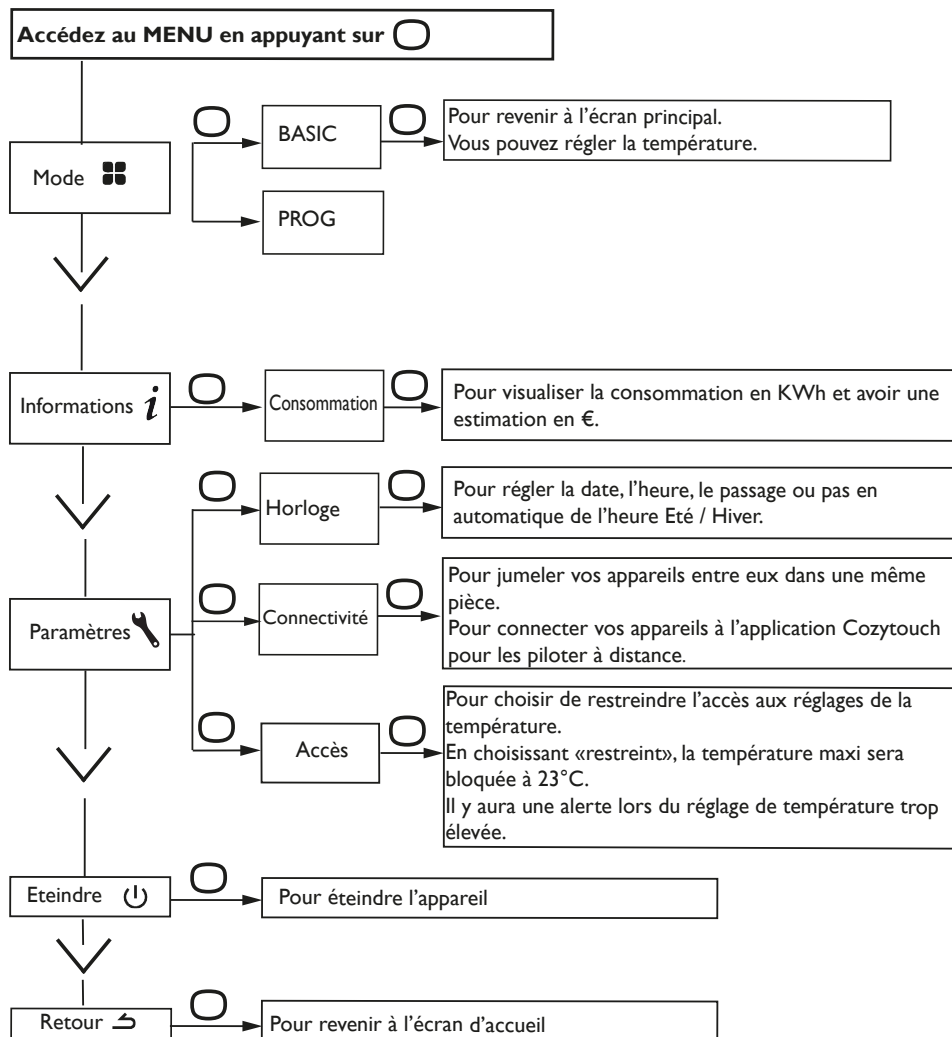 Accédez au MENU en appuyant sur
Mode
BASIC
Pour revenir à l'écran principal.
Vous pouvez régler la température.
PROG
Informations i
Consommation
Pour visualiser la consommation en KWh et avoir une
estimation en €.
Paramètres
Horloge
Pour régler la date, l'heure, le passage ou pas en
automatique de l'heure Eté / Hiver.
Connectivité
Pour jumeler vos appareils entre eux dans une même
pièce.
Pour connecter vos appareils à l'application Cozytouch
pour les piloter à distance.
Accès
Pour choisir de restreindre l'accès aux réglages de la
température.
En choisissant «restreint», la température maxi sera
bloquée à 23°C.
Il y aura une alerte lors du réglage de température trop
élevée.
Eteindre
Pour éteindre l'appareil
Retour
Pour revenir à l'écran d'accueil